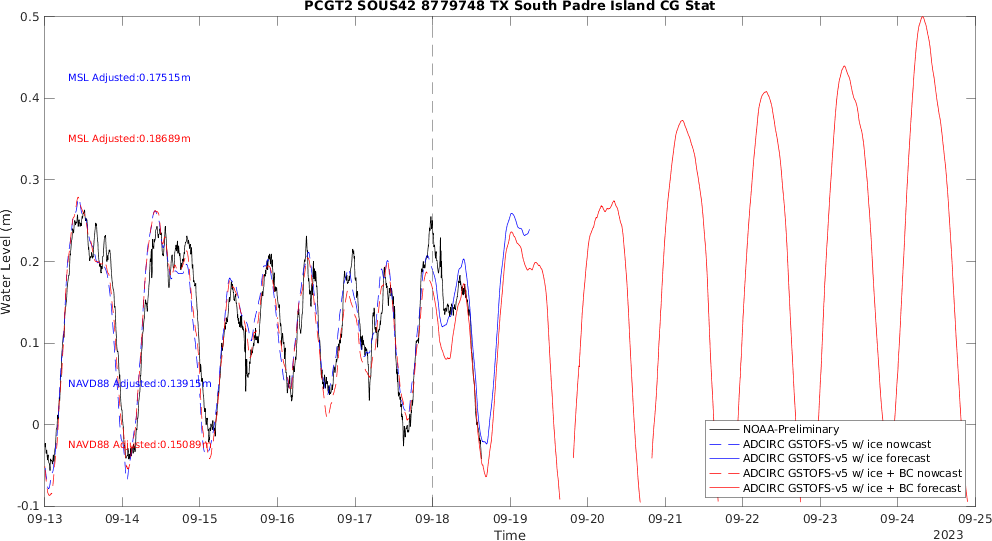 PCGT2 SOUS42 8779748 TX South Padre Island CG Stat
0.5
MSL Adjusted:0.17515m
0.4
MSL Adjusted:0.18689m
0.3
Water Level (m)
0.2
0.1
NAVD88 Adjusted:0.13915m
0
NAVD88 Adjusted:0.15089m
NOAA-Preliminary
ADCIRC GSTOFS-v5 w/ ice nowcast
ADCIRC GSTOFS-v5 w/ ice forecast
ADCIRC GSTOFS-v5 w/ ice + BC nowcast
ADCIRC GSTOFS-v5 w/ ice + BC forecast
-0.1
09-13 09-14 09-15 09-16 09-17 09-18 09-19 09-20 09-21 09-22 09-23 09-24 09-25
Time
2023